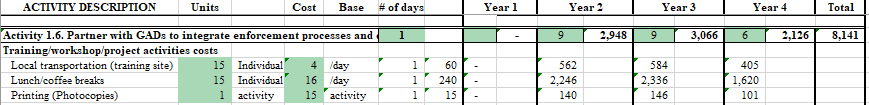 ACTIVITY DESCRIPTION Units Cost Base # of days Year 1 Year 2 Year 3 Year 4 Total
Activity 1.6. Partner with GADs to integrate enforcement processes and 1 - 9 2,948 9 3,066 6 2,126 8,141
Training/workshop/project activities costs
Local transportation (training site) 15 Individual 4 /day 1 60 - 562 584 405
Lunch/coffee breaks 15 Individual 16 /day 1 240 - 2,246 2,336 1,620
Printing (Photocopies) 1 activity 15 activity 1 15 - 140 146 101